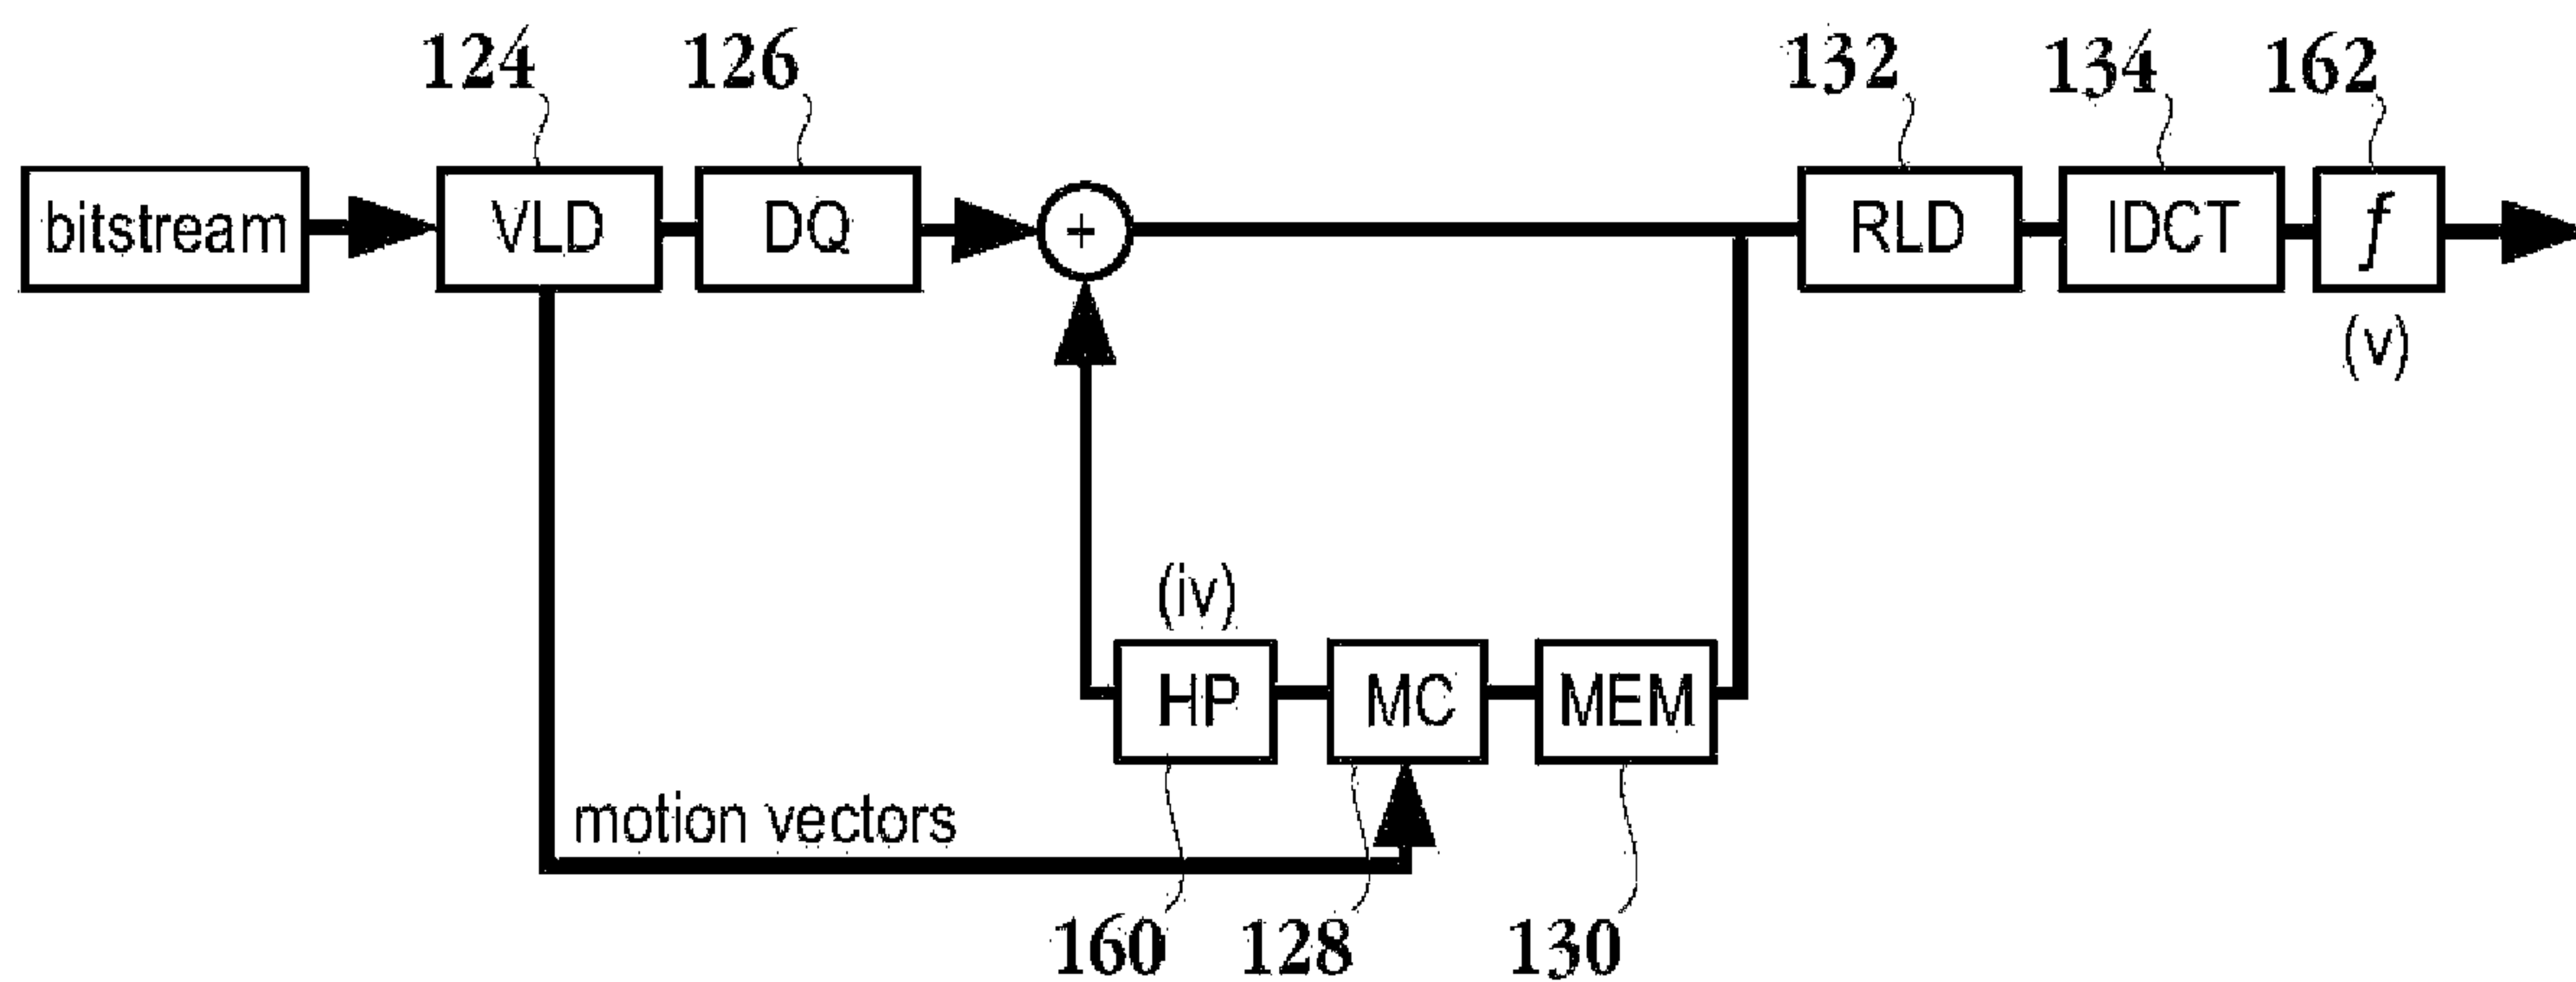 124 126 132 134 162
bitstream VLD DQ + RLD IDCT f
(v)
(iv)
HP MC MEM
motion vectors
160 128 130